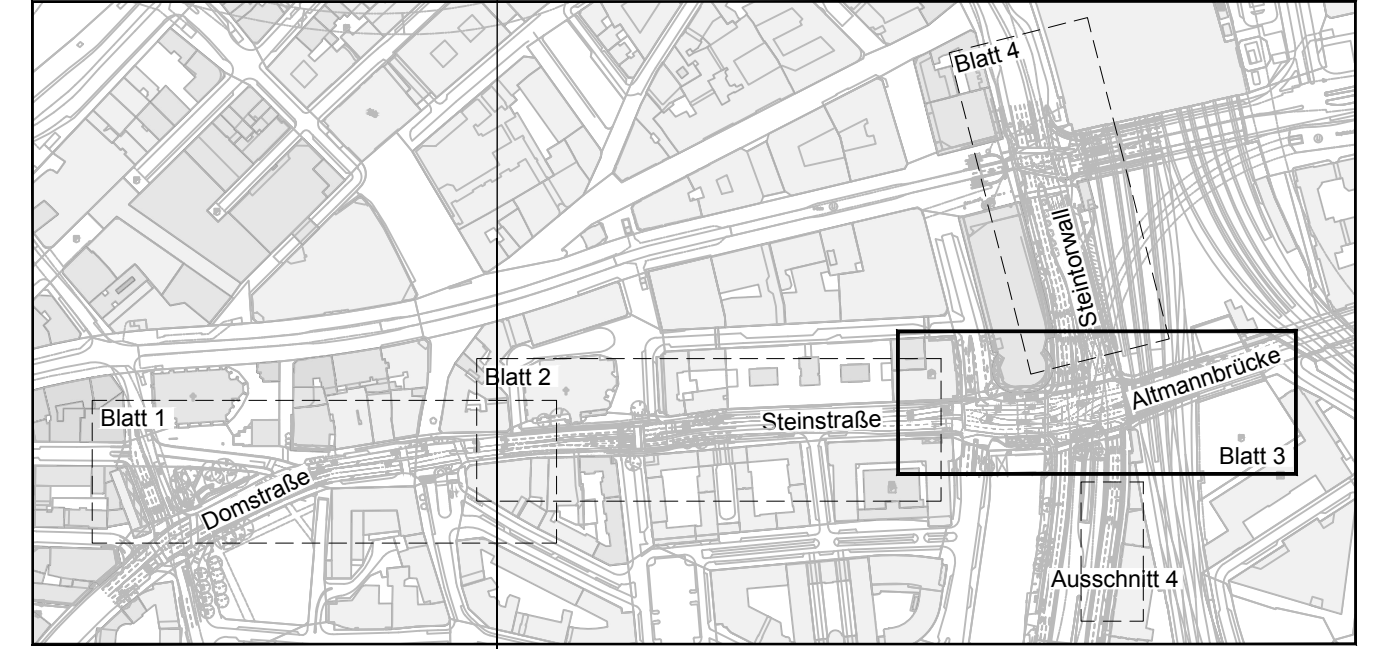 Blatt 4
Steintorwall
Altmannbrücke
Blatt 2
Blatt 1
Steinstraße
Blatt 3
Domstraße
Ausschnitt 4